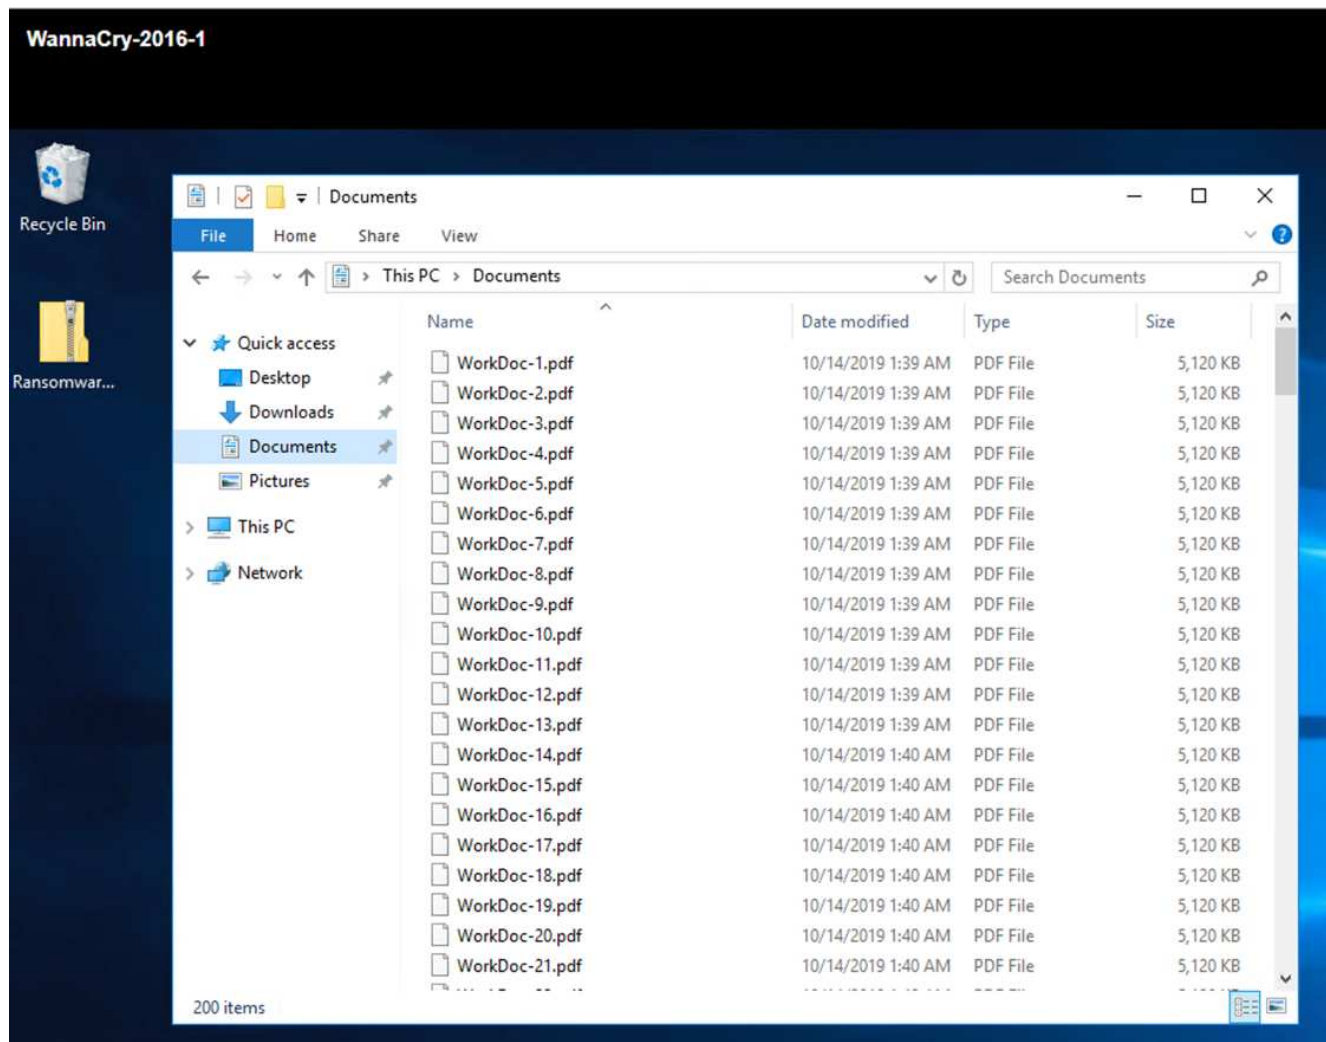 WannaCry-2016-1
Recycle Bin
Ransomwar...
Documents
File Home Share View
This PC > Documents
Search Documents
Quick access
Desktop
Downloads
Documents
Pictures
This PC
Network
Name Date modified Type Size
WorkDoc-1.pdf 10/14/2019 1:39 AM PDF File 5,120 KB
WorkDoc-2.pdf 10/14/2019 1:39 AM PDF File 5,120 KB
WorkDoc-3.pdf 10/14/2019 1:39 AM PDF File 5,120 KB
WorkDoc-4.pdf 10/14/2019 1:39 AM PDF File 5,120 KB
WorkDoc-5.pdf 10/14/2019 1:39 AM PDF File 5,120 KB
WorkDoc-6.pdf 10/14/2019 1:39 AM PDF File 5,120 KB
WorkDoc-7.pdf 10/14/2019 1:39 AM PDF File 5,120 KB
WorkDoc-8.pdf 10/14/2019 1:39 AM PDF File 5,120 KB
WorkDoc-9.pdf 10/14/2019 1:39 AM PDF File 5,120 KB
WorkDoc-10.pdf 10/14/2019 1:39 AM PDF File 5,120 KB
WorkDoc-11.pdf 10/14/2019 1:39 AM PDF File 5,120 KB
WorkDoc-12.pdf 10/14/2019 1:39 AM PDF File 5,120 KB
WorkDoc-13.pdf 10/14/2019 1:39 AM PDF File 5,120 KB
WorkDoc-14.pdf 10/14/2019 1:40 AM PDF File 5,120 KB
WorkDoc-15.pdf 10/14/2019 1:40 AM PDF File 5,120 KB
WorkDoc-16.pdf 10/14/2019 1:40 AM PDF File 5,120 KB
WorkDoc-17.pdf 10/14/2019 1:40 AM PDF File 5,120 KB
WorkDoc-18.pdf 10/14/2019 1:40 AM PDF File 5,120 KB
WorkDoc-19.pdf 10/14/2019 1:40 AM PDF File 5,120 KB
WorkDoc-20.pdf 10/14/2019 1:40 AM PDF File 5,120 KB
WorkDoc-21.pdf 10/14/2019 1:40 AM PDF File 5,120 KB
200 items